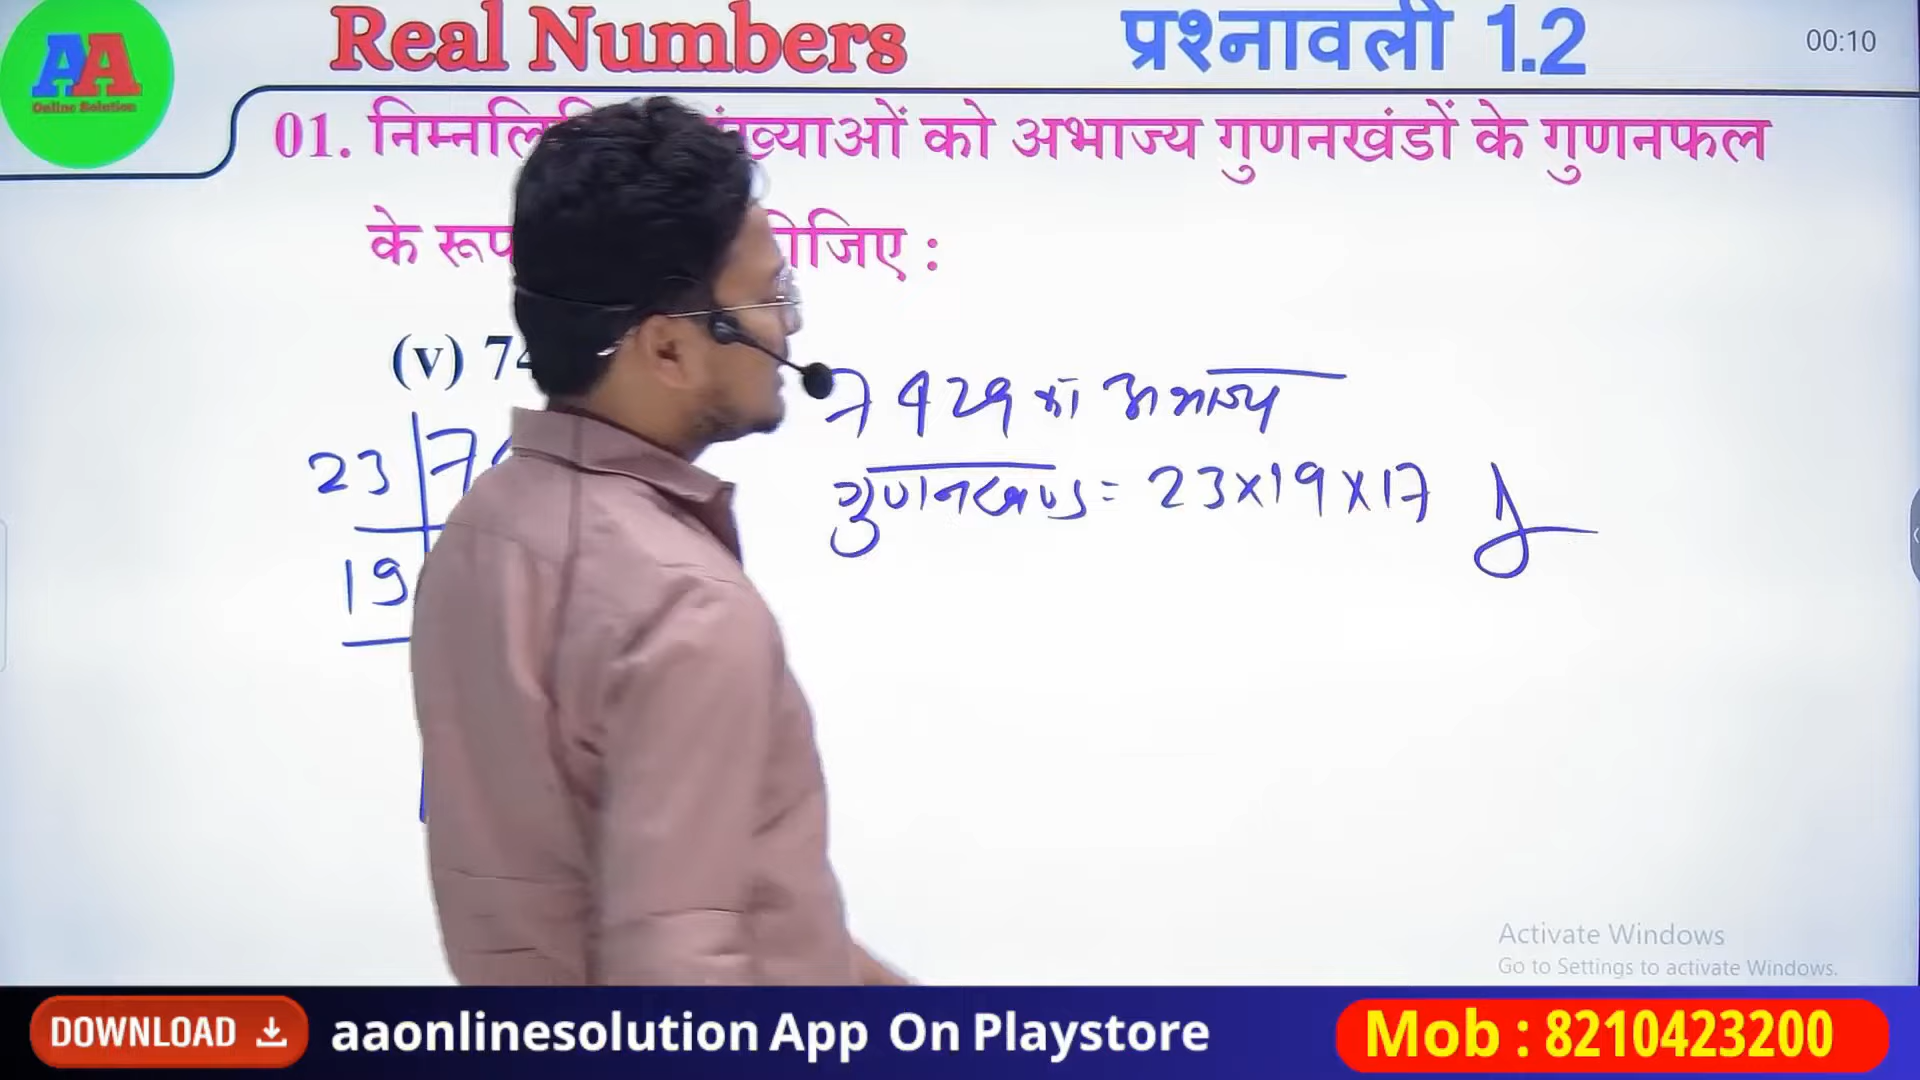 AA
Online Solution
Real Numbers
प्रश्नावली 1.2
00:10
01. को अभाज्य गुणनखंडों के गुणनफल
के
(v)
23
19
7429 का अभाज्य
गुणनखण्ड = 23×19×17
Activate Windows
Go to Settings to activate Windows.
DOWNLOAD
aaonlinesolution App On Playstore
Mob : 8210423200